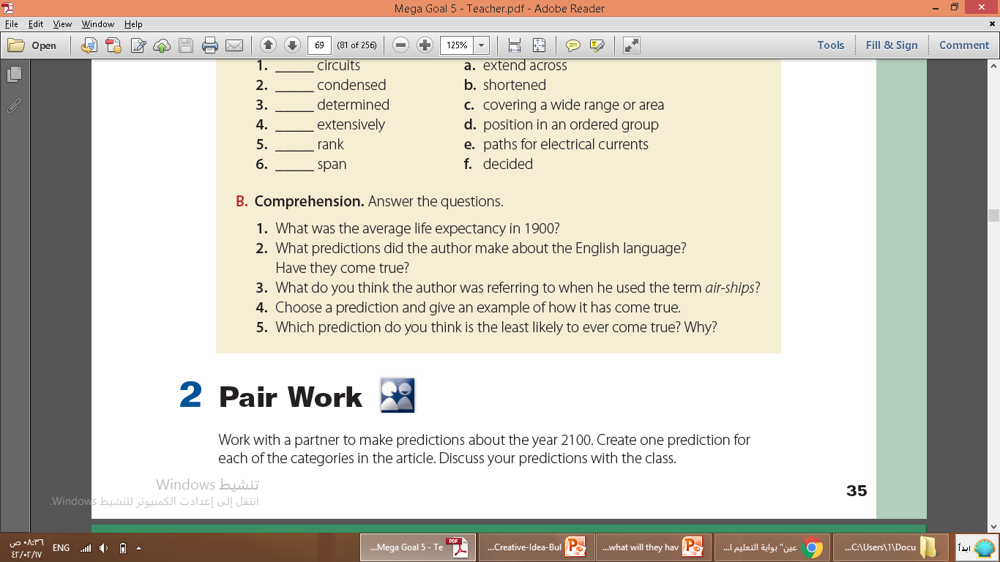 Mega Goal 5 - Teacher.pdf - Adobe Reader
File Edit View Window Help
Open 69 (81 of 256) 125% Tools Fill & Sign Comment
1. _____ circuits a. extend across
2. _____ condensed b. shortened
3. _____ determined c. covering a wide range or area
4. _____ extensively d. position in an ordered group
5. _____ rank e. paths for electrical currents
6. _____ span f. decided
B. Comprehension. Answer the questions.
1. What was the average life expectancy in 1900?
2. What predictions did the author make about the English language?
Have they come true?
3. What do you think the author was referring to when he used the term air-ships?
4. Choose a prediction and give an example of how it has come true.
5. Which prediction do you think is the least likely to ever come true? Why?
2 Pair Work
Work with a partner to make predictions about the year 2100. Create one prediction for
each of the categories in the article. Discuss your predictions with the class.
تنشيط Windows
انتقل إلى إعدادت الكمبيوتر لتنشيط Windows.
35
٠٨:٣٦ ص
٤٢/٠٢/١٧
ENG
...Mega Goal 5 - Te
PDF
...Creative-Idea-Bul
...what will they hav
عين" بوابة التعليم ا...
...C:\Users\1\Docu
ابدأ